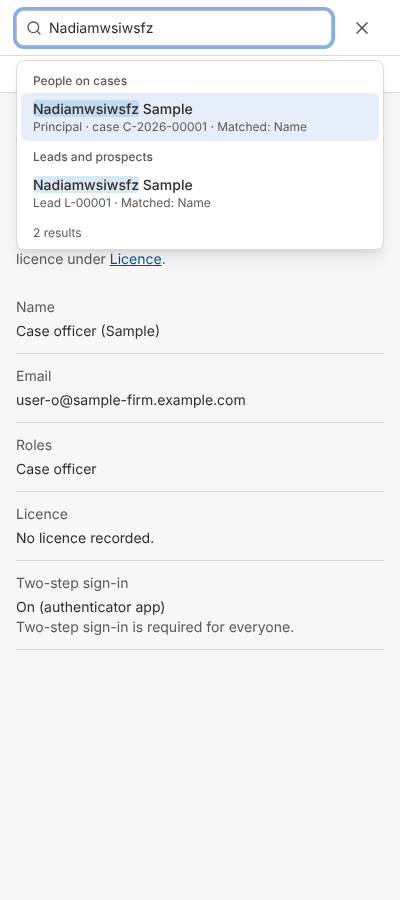 Nadiamwsiwsfz
People on cases
Nadiamwsiwsfz Sample
Principal · case C-2026-00001 · Matched: Name
Leads and prospects
Nadiamwsiwsfz Sample
Lead L-00001 · Matched: Name
2 results
licence under Licence.
Name
Case officer (Sample)
Email
user-o@sample-firm.example.com
Roles
Case officer
Licence
No licence recorded.
Two-step sign-in
On (authenticator app)
Two-step sign-in is required for everyone.